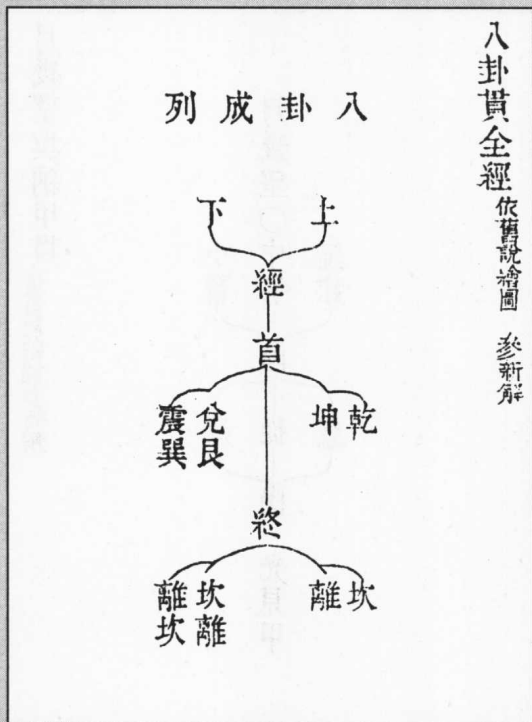 八卦貫全經 依舊說繪圖 參新解
八卦成列
上下
經
首
乾坤
兌艮
震巽
終
坎離
坎離
離坎